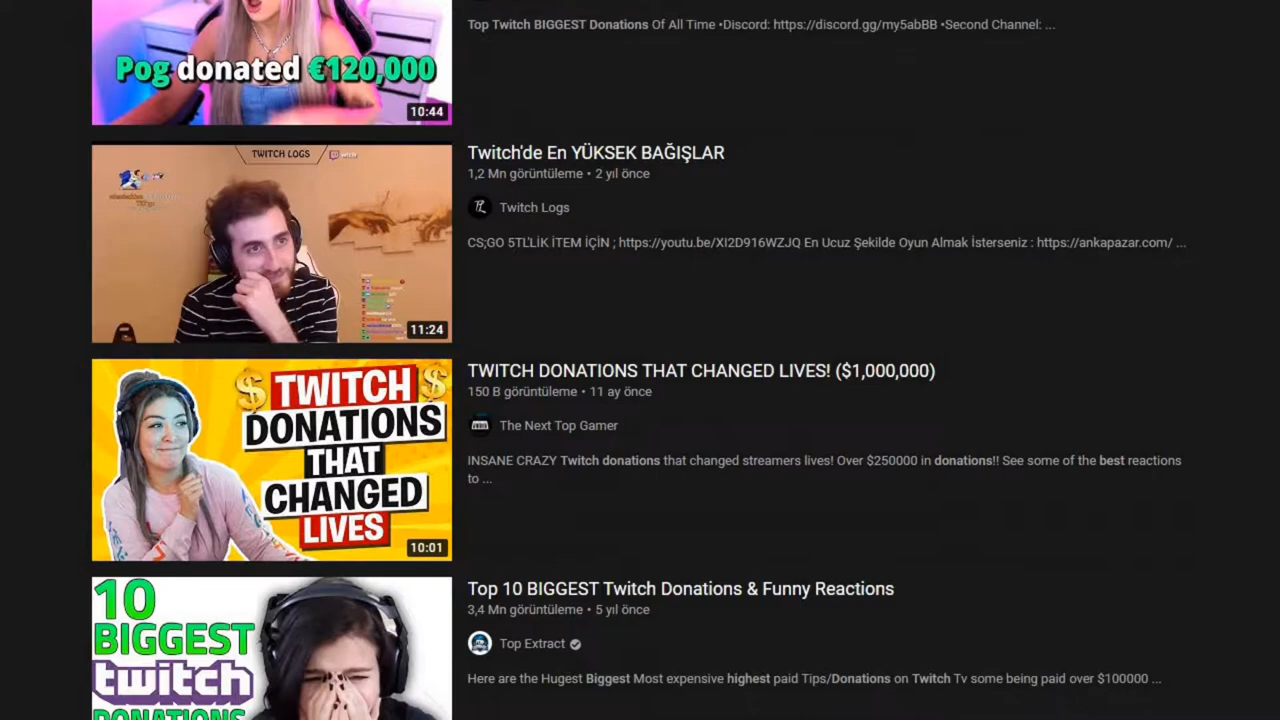 Top Twitch BIGGEST Donations Of All Time •Discord: https://discord.gg/my5abBB •Second Channel: ...
Pog donated €120,000
10:44
TWITCH LOGS
Twitch'de En YÜKSEK BAĞIŞLAR
1,2 Mn görüntüleme • 2 yıl önce
Twitch Logs
CS;GO 5TL'LİK İTEM İÇİN ; https://youtu.be/XI2D916WZJQ En Ucuz Şekilde Oyun Almak İsterseniz : https://ankapazar.com/ ...
11:24
$ TWITCH $
DONATIONS
THAT
CHANGED
LIVES
10:01
TWITCH DONATIONS THAT CHANGED LIVES! ($1,000,000)
150 B görüntüleme • 11 ay önce
The Next Top Gamer
INSANE CRAZY Twitch donations that changed streamers lives! Over $250000 in donations!! See some of the best reactions
to ...
10
BIGGEST
twitch
DONATIONS
Top 10 BIGGEST Twitch Donations & Funny Reactions
3,4 Mn görüntüleme • 5 yıl önce
Top Extract
Here are the Hugest Biggest Most expensive highest paid Tips/Donations on Twitch Tv some being paid over $100000 ...